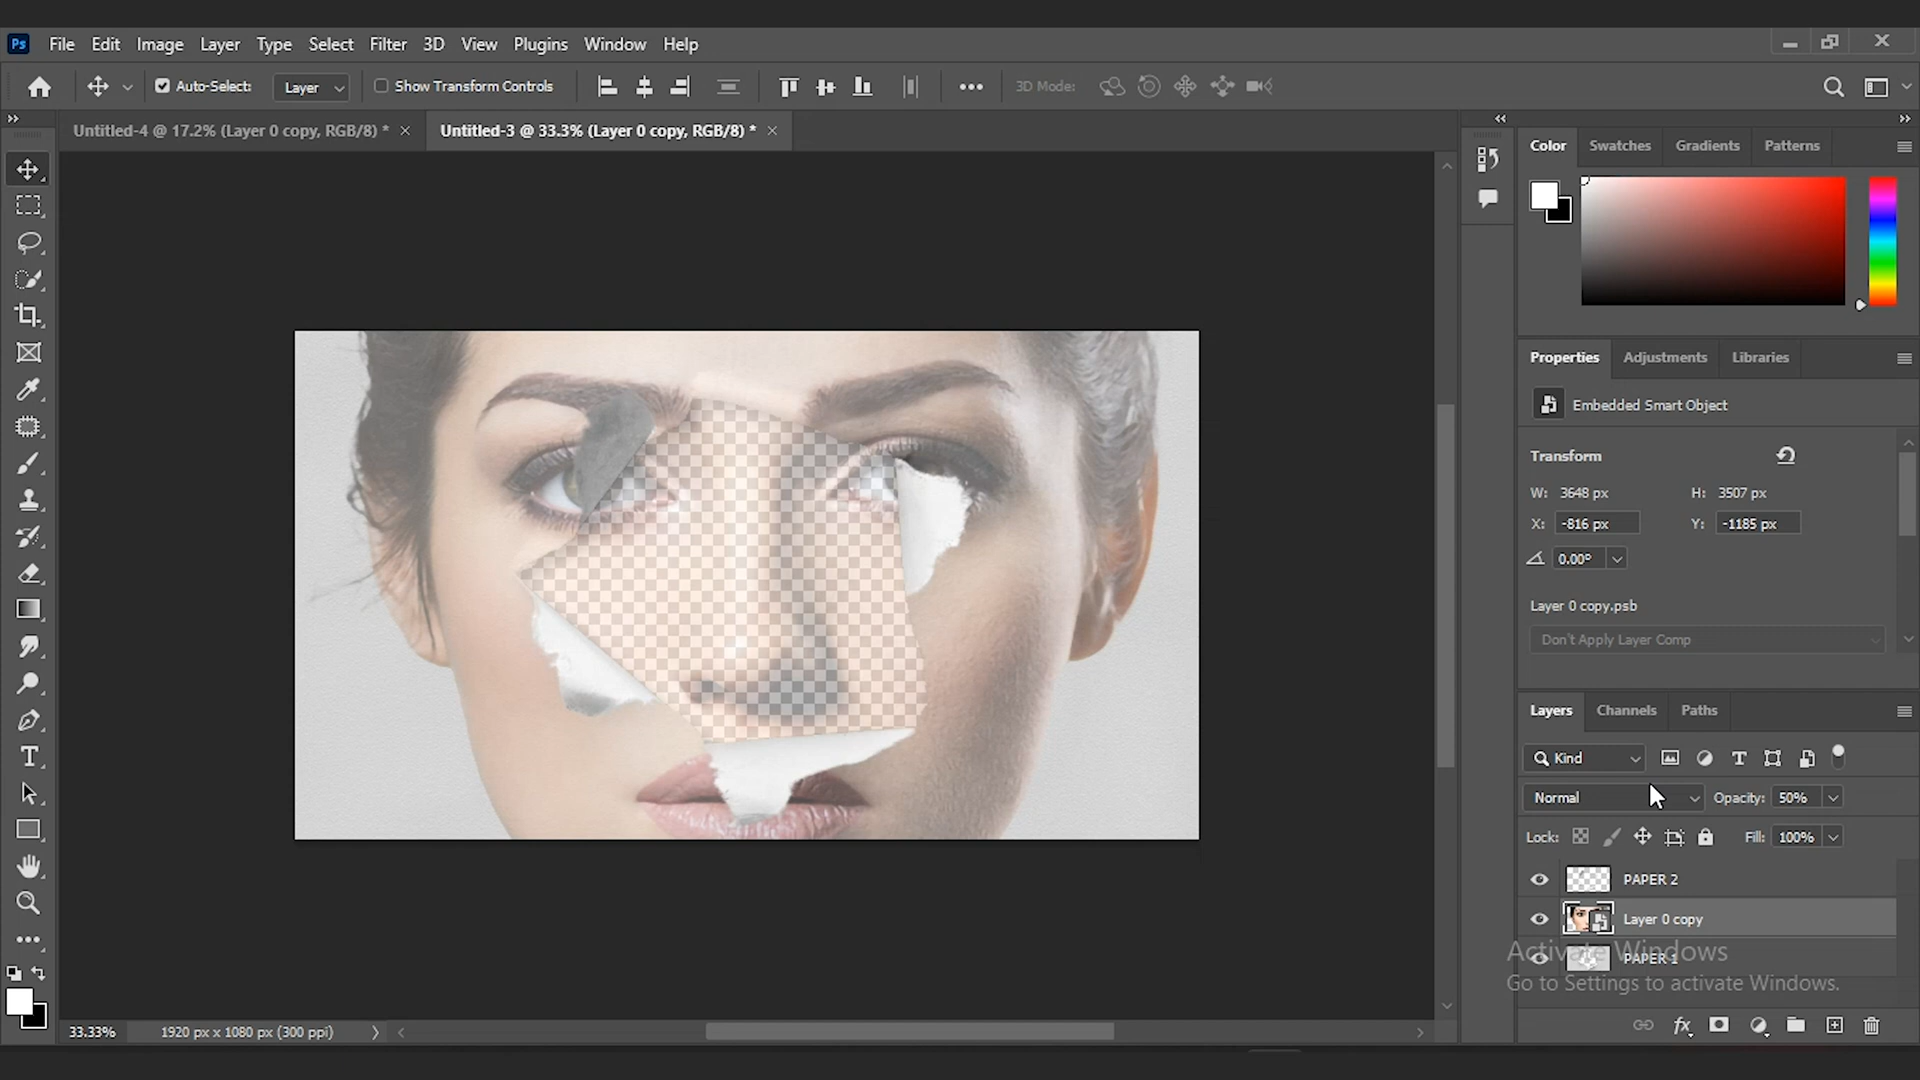 Ps File Edit Image Layer Type Select Filter 3D View Plugins Window Help
Auto-Select: Layer Show Transform Controls 3D Mode:
Untitled-4 @ 17.2% (Layer 0 copy, RGB/8) * × Untitled-3 @ 33.3% (Layer 0 copy, RGB/8) * ×
Color Swatches Gradients Patterns
Properties Adjustments Libraries
Embedded Smart Object
Transform
W: 3648 px H: 3507 px
X: -816 px Y: -1185 px
0.00°
Layer 0 copy.psb
Don't Apply Layer Comp
Layers Channels Paths
Kind
Normal Opacity: 50%
Lock: Fill: 100%
PAPER 2
Layer 0 copy
PAPER 1
Activate Windows
Go to Settings to activate Windows.
33.33% 1920 px x 1080 px (300 ppi)